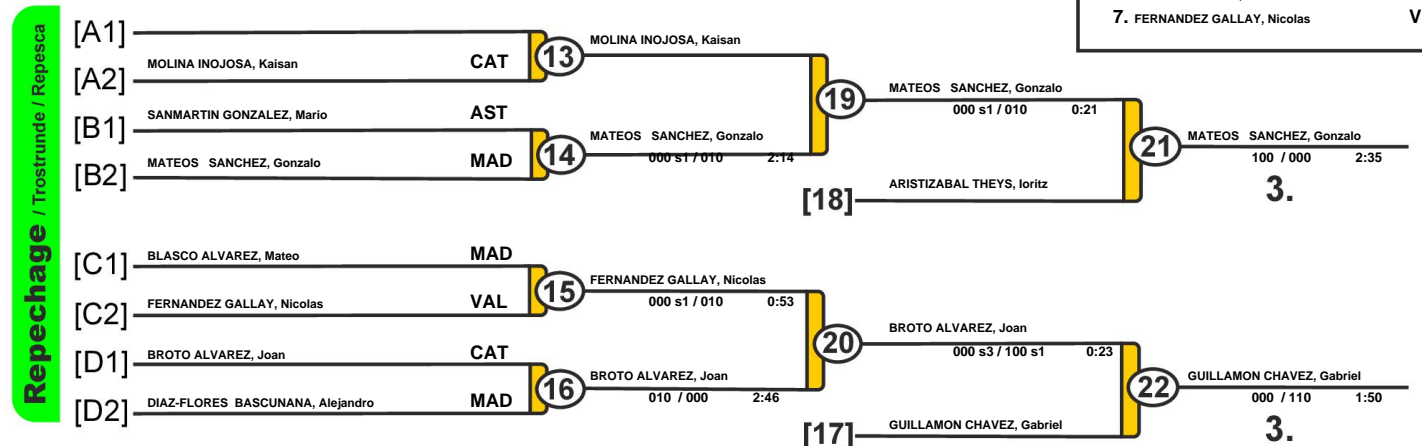 7. FERNANDEZ GALLAY, Nicolas V
Repechage / Trostrunde / Repesca
[A1]
MOLINA INOJOSA, Kaisan CAT
[A2]
13
MOLINA INOJOSA, Kaisan
[B1]
SANMARTIN GONZALEZ, Mario AST
[B2]
MATEOS SANCHEZ, Gonzalo MAD
14
MATEOS SANCHEZ, Gonzalo
000 s1 / 010 2:14
19
MATEOS SANCHEZ, Gonzalo
000 s1 / 010 0:21
[18]
ARISTIZABAL THEYS, Ioritz
21
MATEOS SANCHEZ, Gonzalo
100 / 000 2:35
3.
[C1]
BLASCO ALVAREZ, Mateo MAD
[C2]
FERNANDEZ GALLAY, Nicolas VAL
15
FERNANDEZ GALLAY, Nicolas
000 s1 / 010 0:53
[D1]
BROTO ALVAREZ, Joan CAT
[D2]
DIAZ-FLORES BASCUNANA, Alejandro MAD
16
BROTO ALVAREZ, Joan
010 / 000 2:46
20
BROTO ALVAREZ, Joan
000 s3 / 100 s1 0:23
[17]
GUILLAMON CHAVEZ, Gabriel
22
GUILLAMON CHAVEZ, Gabriel
000 / 110 1:50
3.